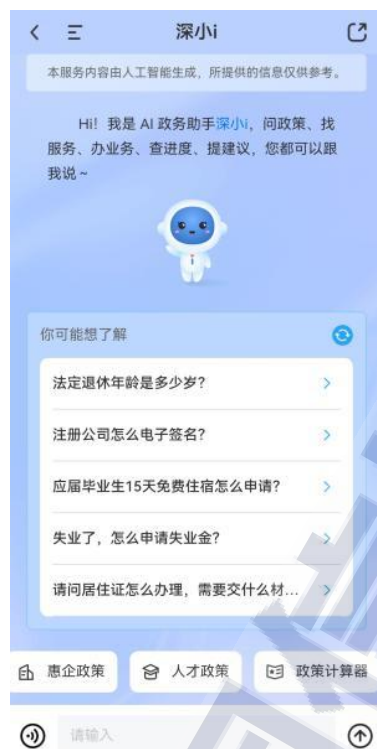 深小i
本服务内容由人工智能生成，所提供的信息仅供参考。
Hi！我是 AI 政务助手深小i，问政策、找
服务、办业务、查进度、提建议，您都可以跟
我说~
你可能想了解
法定退休年龄是多少岁？
注册公司怎么电子签名？
应届毕业生15天免费住宿怎么申请？
失业了，怎么申请失业金？
请问居住证怎么办理，需要交什么材...
惠企政策
人才政策
政策计算器
请输入